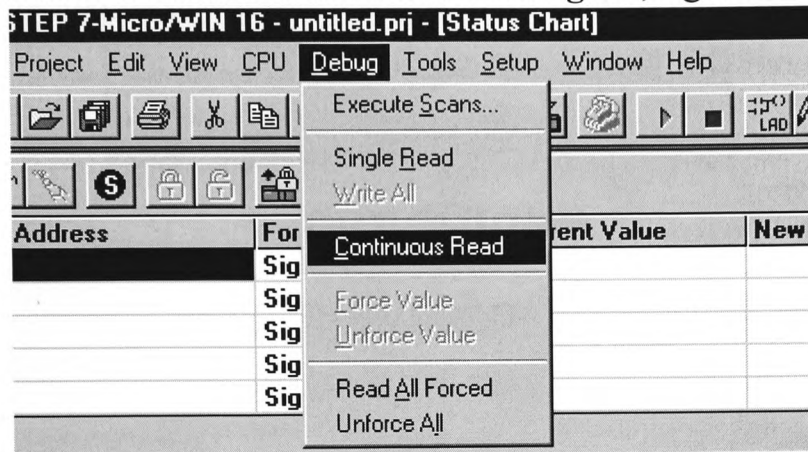 STEP 7-Micro/WIN 16 - untitled.prj - [Status Chart]
Project Edit View CPU Debug Tools Setup Window Help
Execute Scans...
LAD
Single Read
S
Write All
Address For rent Value New
Continuous Read
Sig
Sig
Force Value
Sig
Unforce Value
Sig
Read All Forced
Sig
Unforce All